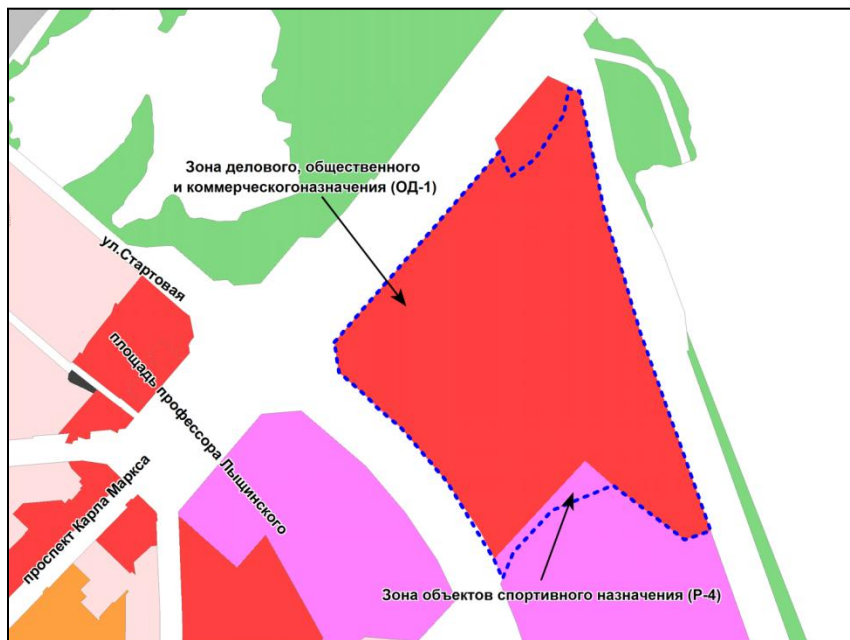 Зона делового, общественного
и коммерческогоназначения (ОД-1)
ул.Стартовая
площадь профессора Лыщинского
проспект Карла Маркса
Зона объектов спортивного назначения (Р-4)